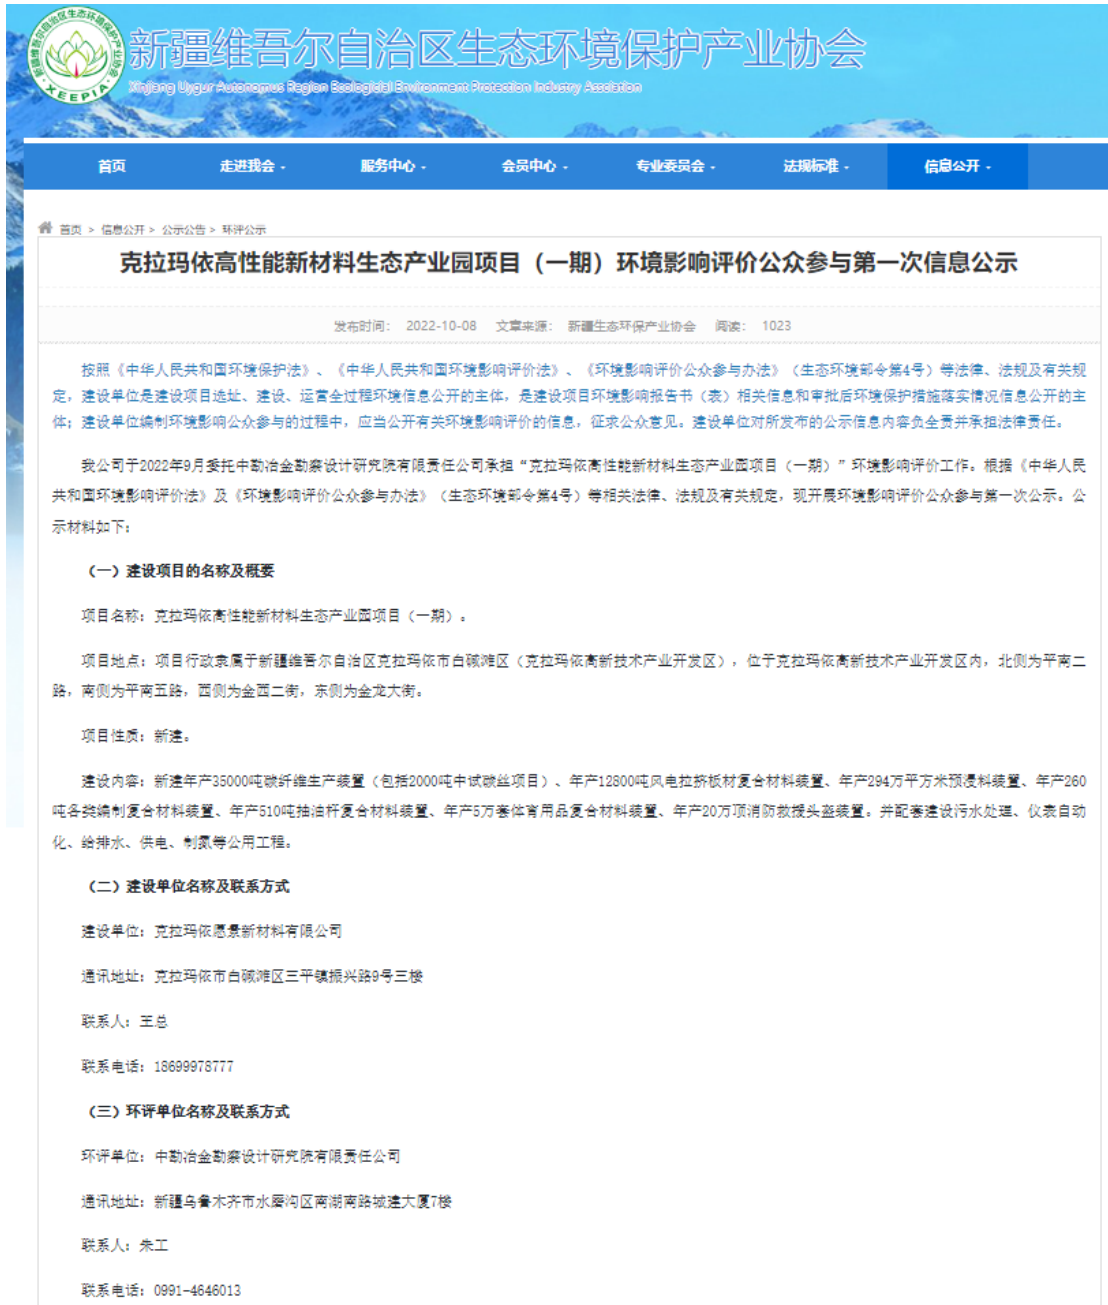 新疆维吾尔自治区生态环境保护产业协会
XEEPIA
Xinjiang Uygur Autonomus Region Ecologicial Environment Protection Industry Assciation
首页 走进我会 服务中心 会员中心 专业委员会 法规标准 信息公开
首页 > 信息公开 > 公示公告 > 环评公示
克拉玛依高性能新材料生态产业园项目（一期）环境影响评价公众参与第一次信息公示
发布时间： 2022-10-08 文章来源： 新疆生态环保产业协会 阅读： 1023
按照《中华人民共和国环境保护法》、《中华人民共和国环境影响评价法》、《环境影响评价公众参与办法》（生态环境部令第4号）等法律、法规及有关规
定，建设单位是建设项目选址、建设、运营全过程环境信息公开的主体，是建设项目环境影响报告书（表）相关信息和审批后环境保护措施落实情况信息公开的主
体；建设单位编制环境影响公众参与的过程中，应当公开有关环境影响评价的信息，征求公众意见。建设单位对所发布的公示信息内容负全责并承担法律责任。
我公司于2022年9月委托中勘冶金勘察设计研究院有限责任公司承担“克拉玛依高性能新材料生态产业园项目（一期）”环境影响评价工作。根据《中华人民
共和国环境影响评价法》及《环境影响评价公众参与办法》（生态环境部令第4号）等相关法律、法规及有关规定，现开展环境影响评价公众参与第一次公示。公
示材料如下：
（一）建设项目的名称及概要
项目名称：克拉玛依高性能新材料生态产业园项目（一期）。
项目地点：项目行政隶属于新疆维吾尔自治区克拉玛依市白碱滩区（克拉玛依高新技术产业开发区），位于克拉玛依高新技术产业开发区内，北侧为平南二
路，南侧为平南五路，西侧为金西二街，东侧为金龙大街。
项目性质：新建。
建设内容：新建年产35000吨碳纤维生产装置（包括2000吨中试碳丝项目）、年产12800吨风电拉挤板材复合材料装置、年产294万平方米预浸料装置、年产260
吨各类编制复合材料装置、年产510吨抽油杆复合材料装置、年产5万套体育用品复合材料装置、年产20万顶消防救援头盔装置。并配套建设污水处理、仪表自动
化、给排水、供电、制氮等公用工程。
（二）建设单位名称及联系方式
建设单位：克拉玛依愿景新材料有限公司
通讯地址：克拉玛依市白碱滩区三平镇振兴路9号三楼
联系人：王总
联系电话：18699978777
（三）环评单位名称及联系方式
环评单位：中勘冶金勘察设计研究院有限责任公司
通讯地址：新疆乌鲁木齐市水磨沟区南湖南路城建大厦7楼
联系人：朱工
联系电话：0991-4646013